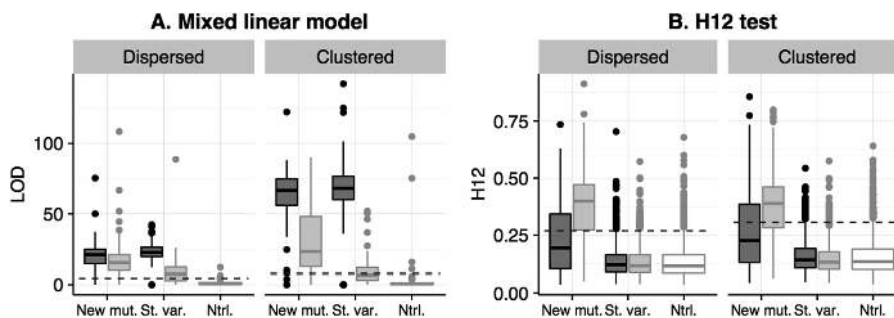 A. Mixed linear model
Dispersed
Clustered
LOD
100
50
0
New mut. St. var. Ntrl.
New mut. St. var. Ntrl.
B. H12 test
Dispersed
Clustered
H12
0.75
0.50
0.25
0.00
New mut. St. var. Ntrl.
New mut. St. var. Ntrl.